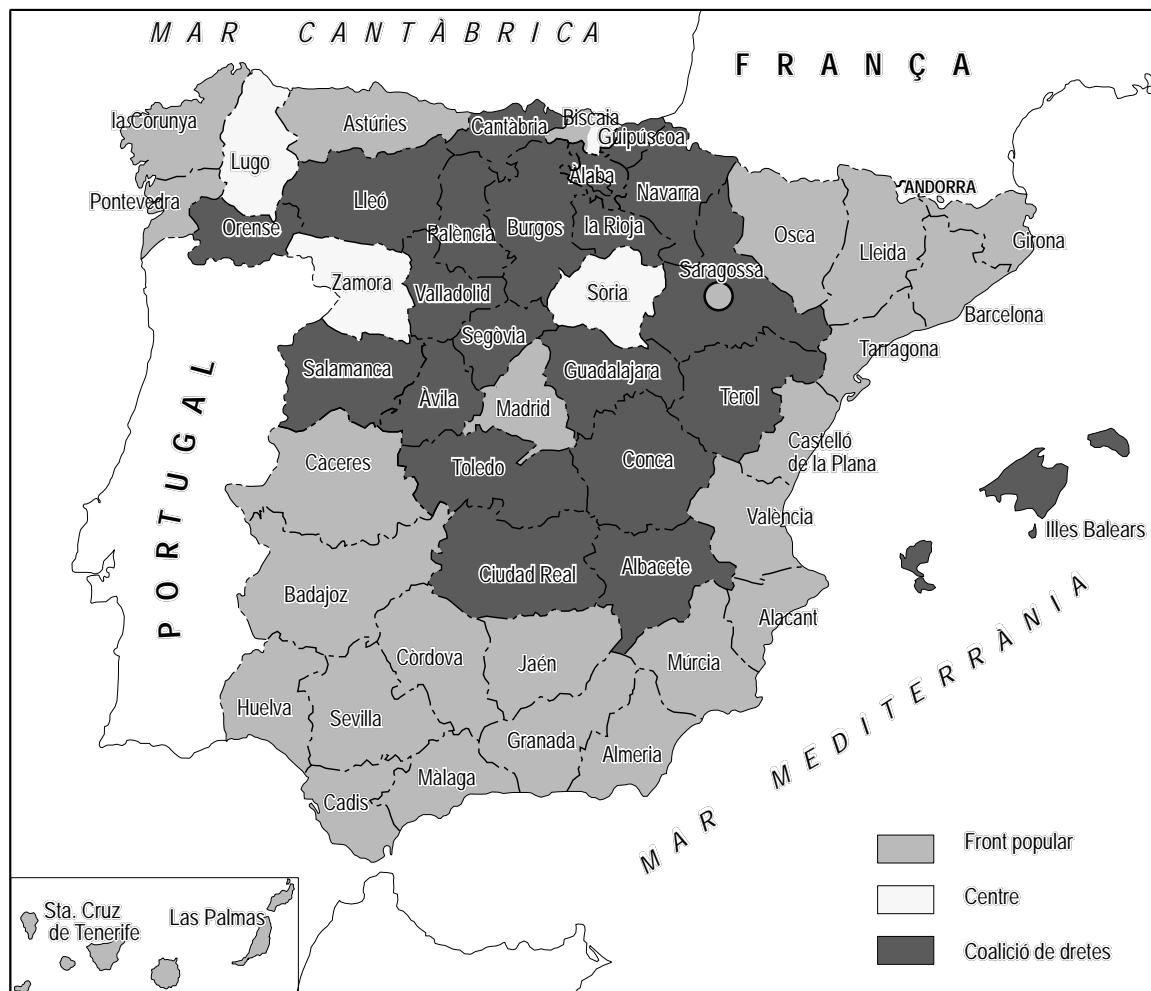 MAR CANTÀBRICA
FRANÇA
la Corunya
Lugo
Astúries
Cantàbria
Biscaia
Guipúscoa
Àlaba
Navarra
ANDORRA
Pontevedra
Orense
Lleó
Palència
Burgos
la Rioja
Osca
Lleida
Girona
Zamora
Valladolid
Sòria
Saragossa
Barcelona
Segòvia
Tarragona
Salamanca
Àvila
Madrid
Guadalajara
Terol
PORTUGAL
Càceres
Toledo
Conca
Castelló
de la Plana
València
Illes Balears
Badajoz
Ciudad Real
Albacete
Alacant
Còrdova
Jaén
Múrcia
Huelva
Sevilla
Granada
Almeria
Màlaga
Cadis
MAR MEDITERRÀNIA
Front popular
Centre
Coalició de dretes
Sta. Cruz
de Tenerife
Las Palmas